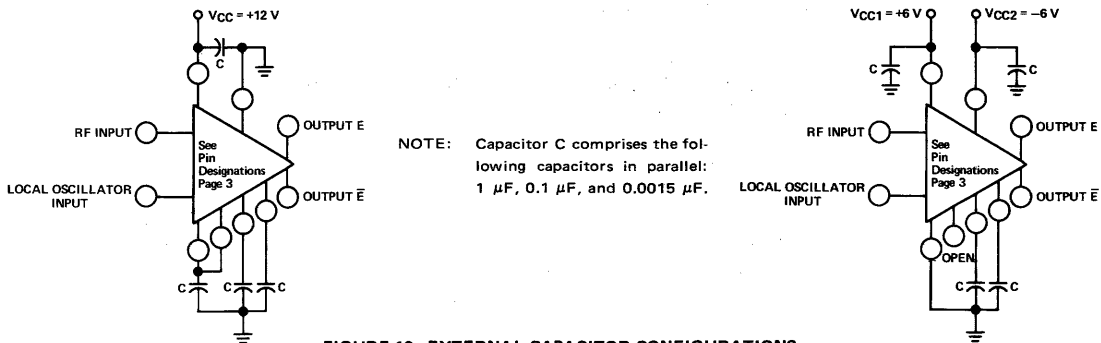 VCC = +12 V
C
RF INPUT
LOCAL OSCILLATOR
INPUT
See
Pin
Designations
Page 3
OUTPUT E
OUTPUT E̅
C
C
C
NOTE: Capacitor C comprises the fol-
lowing capacitors in parallel:
1 μF, 0.1 μF, and 0.0015 μF.
VCC1 = +6 V
VCC2 = −6 V
C
C
RF INPUT
LOCAL OSCILLATOR
INPUT
See
Pin
Designations
Page 3
OUTPUT E
OUTPUT E̅
OPEN
C
C
FIGURE 10–EXTERNAL CAPACITOR CONFIGURATIONS